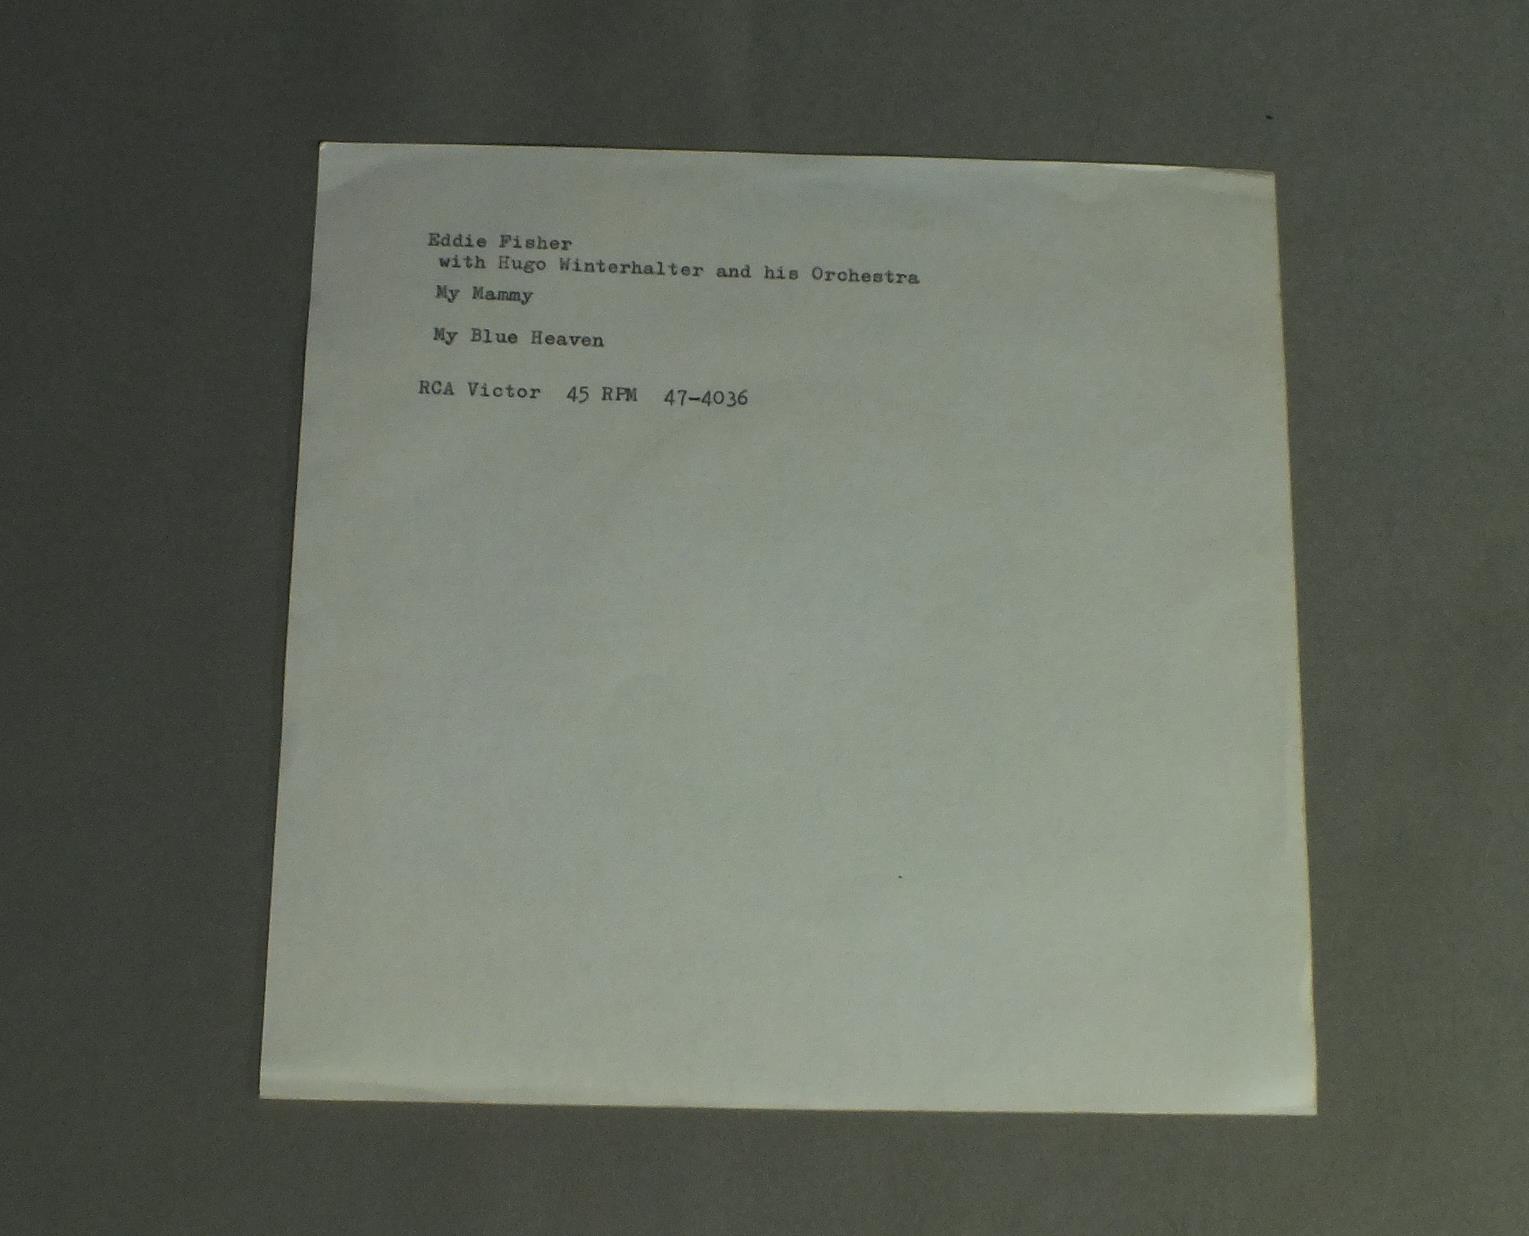 Eddie Fisher
with Hugo Winterhalter and his Orchestra
My Mammy
My Blue Heaven
RCA Victor 45 RPM 47-4036